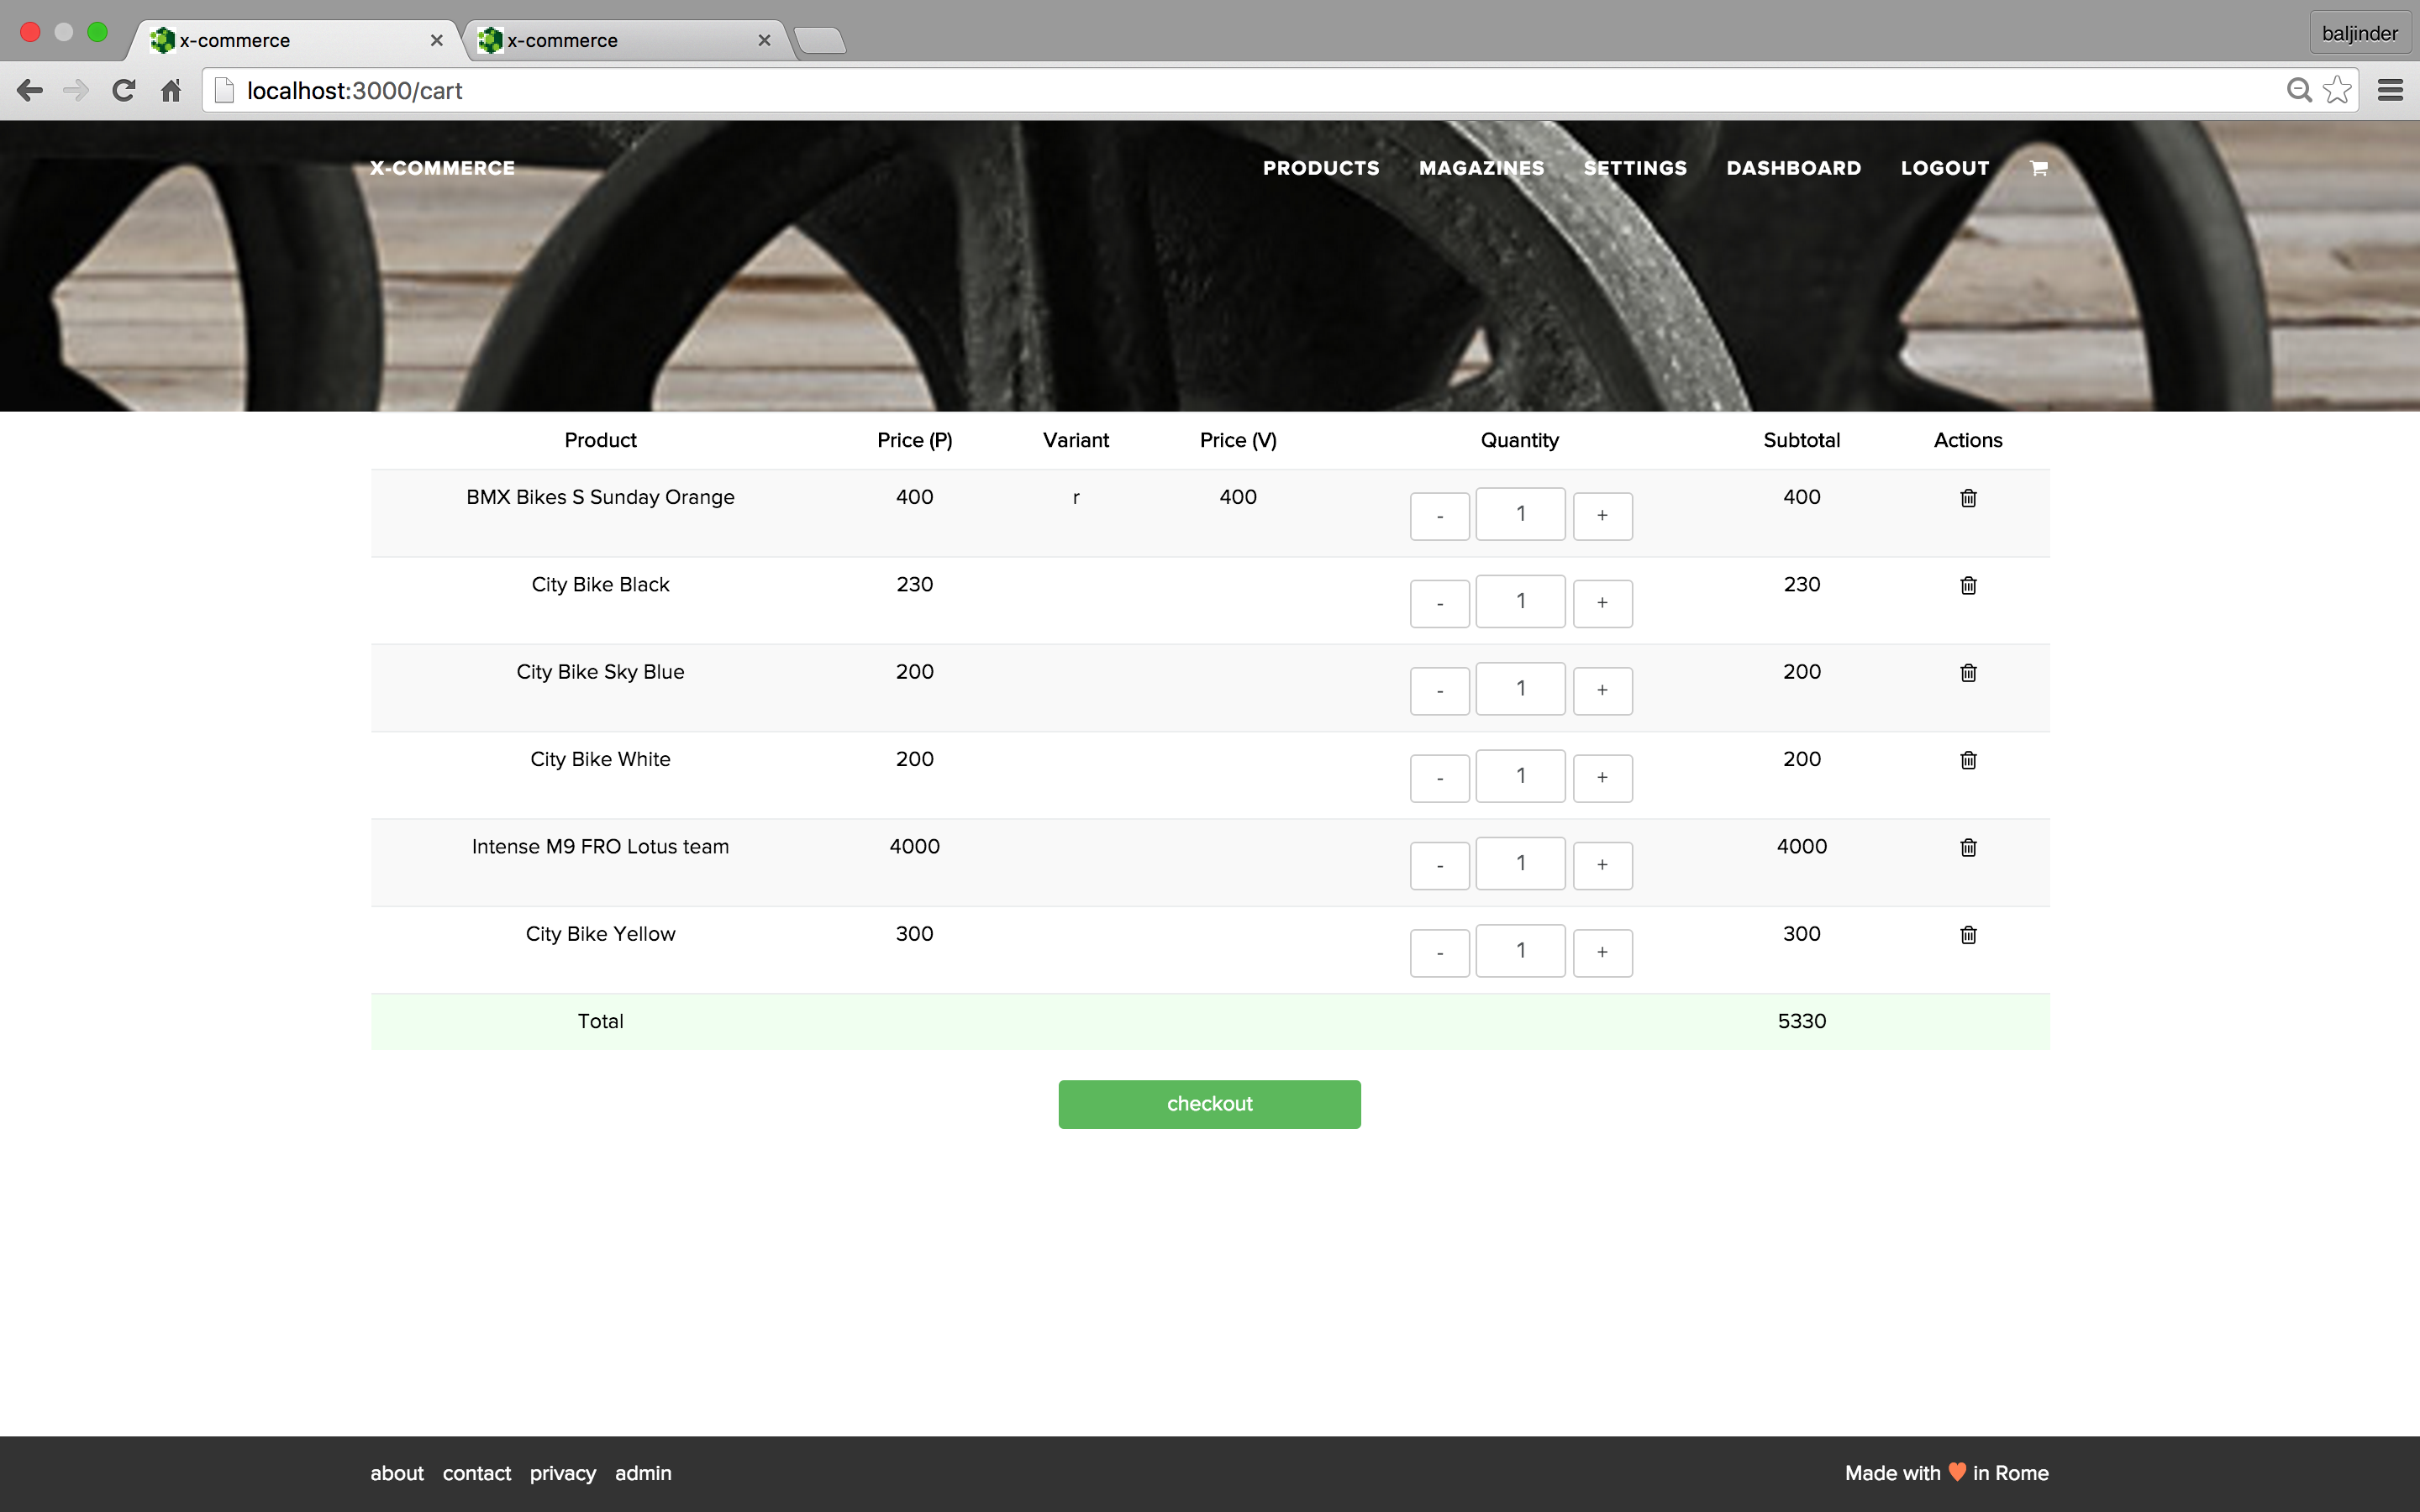 x-commerce x-commerce baljinder
localhost:3000/cart
X-COMMERCE PRODUCTS MAGAZINES SETTINGS DASHBOARD LOGOUT
Product Price (P) Variant Price (V) Quantity Subtotal Actions
BMX Bikes S Sunday Orange 400 r 400 - 1 + 400
City Bike Black 230 - 1 + 230
City Bike Sky Blue 200 - 1 + 200
City Bike White 200 - 1 + 200
Intense M9 FRO Lotus team 4000 - 1 + 4000
City Bike Yellow 300 - 1 + 300
Total 5330
checkout
about contact privacy admin Made with ♥ in Rome